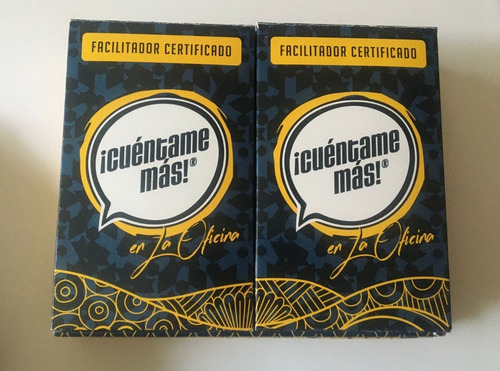 FACILITADOR CERTIFICADO
¡cuéntame
más!®
en La Oficina
FACILITADOR CERTIFICADO
¡cuéntame
más!®
en La Oficina